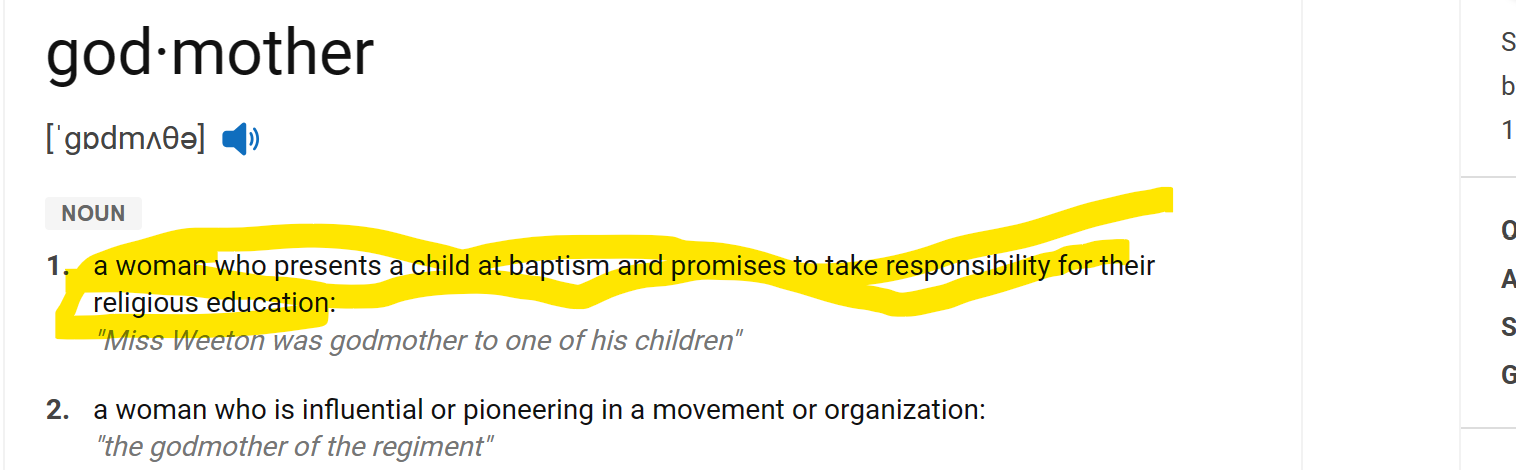 god·mother
[ˈɡɒdmʌθə]
NOUN
1. a woman who presents a child at baptism and promises to take responsibility for their
religious education:
"Miss Weeton was godmother to one of his children"
2. a woman who is influential or pioneering in a movement or organization:
"the godmother of the regiment"
S
b
1
A
S
G